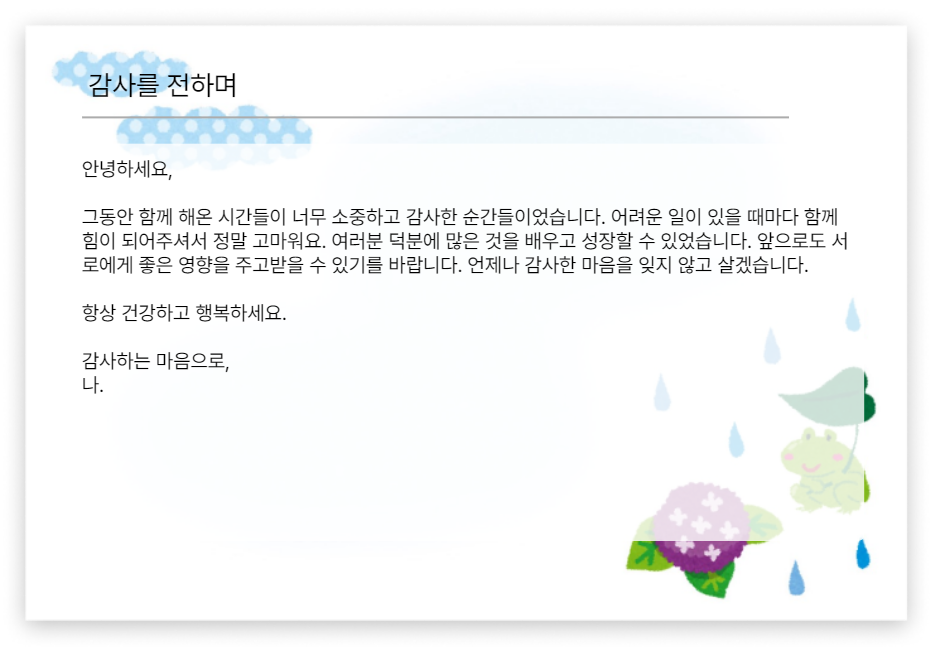 감사를 전하며
안녕하세요,
그동안 함께 해온 시간들이 너무 소중하고 감사한 순간들이었습니다. 어려운 일이 있을 때마다 함께
힘이 되어주셔서 정말 고마워요. 여러분 덕분에 많은 것을 배우고 성장할 수 있었습니다. 앞으로도 서
로에게 좋은 영향을 주고받을 수 있기를 바랍니다. 언제나 감사한 마음을 잊지 않고 살겠습니다.
항상 건강하고 행복하세요.
감사하는 마음으로,
나.